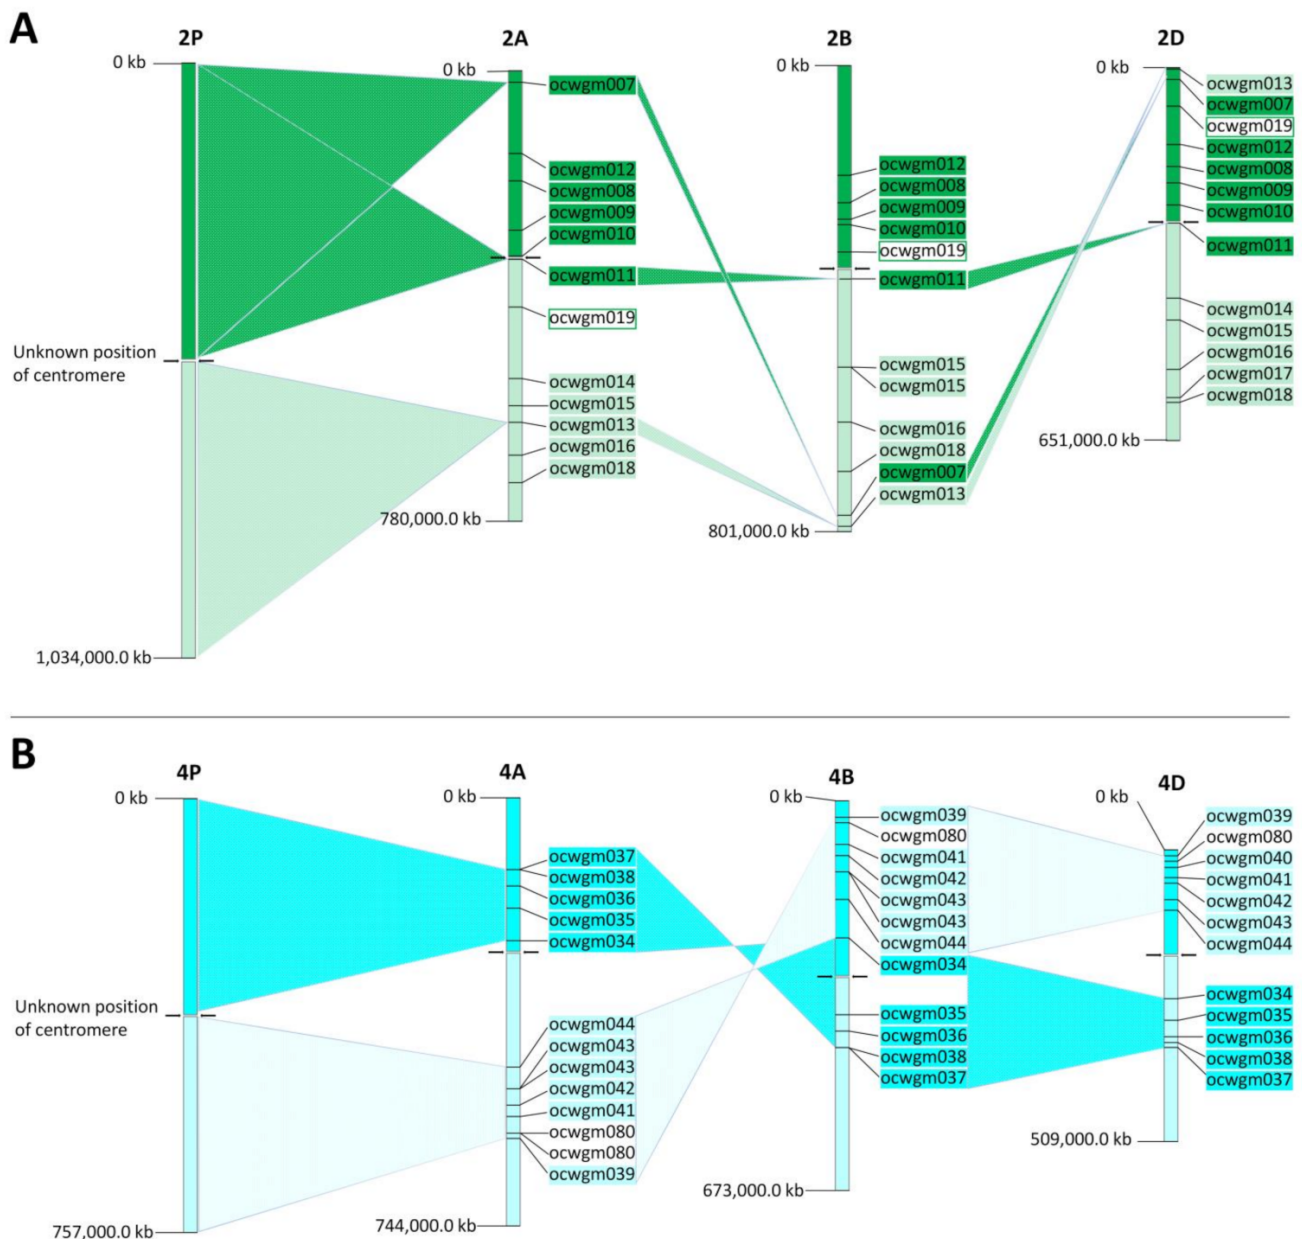 A
2P
2A
2B
2D
0 kb
0 kb
0 kb
0 kb
ocwgm007
ocwgm012
ocwgm008
ocwgm009
ocwgm010
ocwgm011
ocwgm019
ocwgm014
ocwgm015
ocwgm013
ocwgm016
ocwgm018
ocwgm012
ocwgm008
ocwgm009
ocwgm010
ocwgm019
ocwgm011
ocwgm015
ocwgm015
ocwgm016
ocwgm018
ocwgm007
ocwgm013
ocwgm013
ocwgm007
ocwgm019
ocwgm012
ocwgm008
ocwgm009
ocwgm010
ocwgm011
ocwgm014
ocwgm015
ocwgm016
ocwgm017
ocwgm018
Unknown position
of centromere
651,000.0 kb
780,000.0 kb
801,000.0 kb
1,034,000.0 kb
B
4P
4A
4B
4D
0 kb
0 kb
0 kb
0 kb
ocwgm037
ocwgm038
ocwgm036
ocwgm035
ocwgm034
ocwgm044
ocwgm043
ocwgm043
ocwgm042
ocwgm041
ocwgm080
ocwgm080
ocwgm039
ocwgm039
ocwgm080
ocwgm041
ocwgm042
ocwgm043
ocwgm043
ocwgm044
ocwgm034
ocwgm035
ocwgm036
ocwgm038
ocwgm037
ocwgm039
ocwgm080
ocwgm040
ocwgm041
ocwgm042
ocwgm043
ocwgm044
ocwgm034
ocwgm035
ocwgm036
ocwgm038
ocwgm037
Unknown position
of centromere
509,000.0 kb
673,000.0 kb
744,000.0 kb
757,000.0 kb